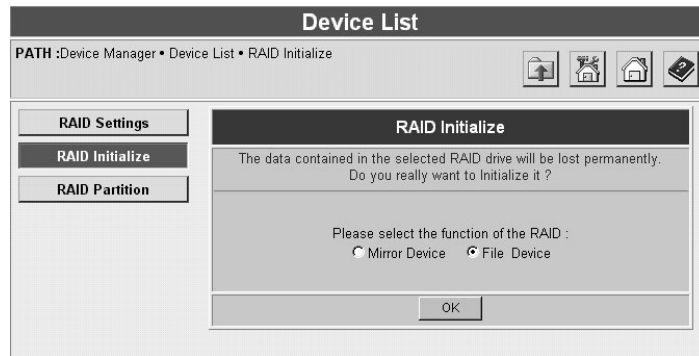 Device List
PATH :Device Manager • Device List • RAID Initialize
RAID Settings
RAID Initialize
RAID Partition
RAID Initialize
The data contained in the selected RAID drive will be lost permanently.
Do you really want to Initialize it ?
Please select the function of the RAID :
Mirror Device File Device
OK